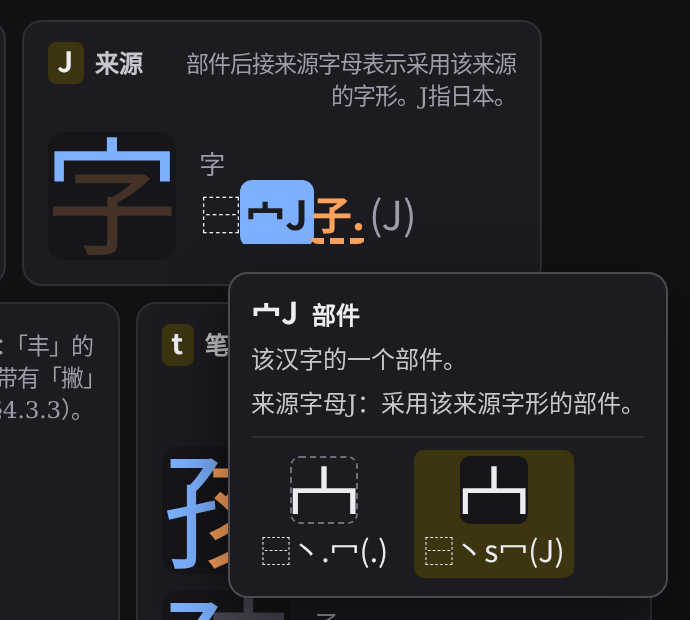 J 来源
部件后接来源字母表示采用该来源
的字形。J指日本。
字
⿱宀J子.(J)
:「丰」的
带有「撇」
§4.3.3)。
t 笔
宀J 部件
该汉字的一个部件。
来源字母J：采用该来源字形的部件。
⿱丶.冖(.)
⿱丶s冖(J)